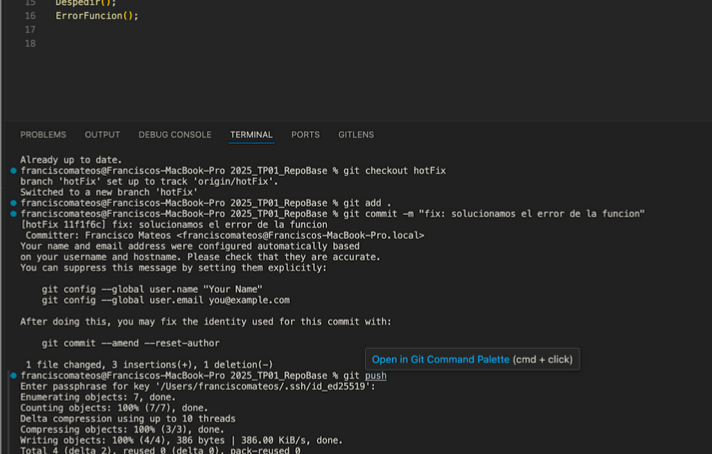 15 Despedir();
16 ErrorFuncion();
17
18
PROBLEMS OUTPUT DEBUG CONSOLE TERMINAL PORTS GITLENS
Already up to date.
franciscomateos@Franciscos-MacBook-Pro 2025_TP01_RepoBase % git checkout hotFix
branch 'hotFix' set up to track 'origin/hotFix'.
Switched to a new branch 'hotFix'
franciscomateos@Franciscos-MacBook-Pro 2025_TP01_RepoBase % git add .
franciscomateos@Franciscos-MacBook-Pro 2025_TP01_RepoBase % git commit -m "fix: solucionamos el error de la funcion"
[hotFix 11f1f6c] fix: solucionamos el error de la funcion
Committer: Francisco Mateos <franciscomateos@Franciscos-MacBook-Pro.local>
Your name and email address were configured automatically based
on your username and hostname. Please check that they are accurate.
You can suppress this message by setting them explicitly:
git config --global user.name "Your Name"
git config --global user.email you@example.com
After doing this, you may fix the identity used for this commit with:
git commit --amend --reset-author
Open in Git Command Palette (cmd + click)
1 file changed, 3 insertions(+), 1 deletion(-)
franciscomateos@Franciscos-MacBook-Pro 2025_TP01_RepoBase % git push
Enter passphrase for key '/Users/franciscomateos/.ssh/id_ed25519':
Enumerating objects: 7, done.
Counting objects: 100% (7/7), done.
Delta compression using up to 10 threads
Compressing objects: 100% (3/3), done.
Writing objects: 100% (4/4), 386 bytes | 386.00 KiB/s, done.
Total 4 (delta 2), reused 0 (delta 0), pack-reused 0